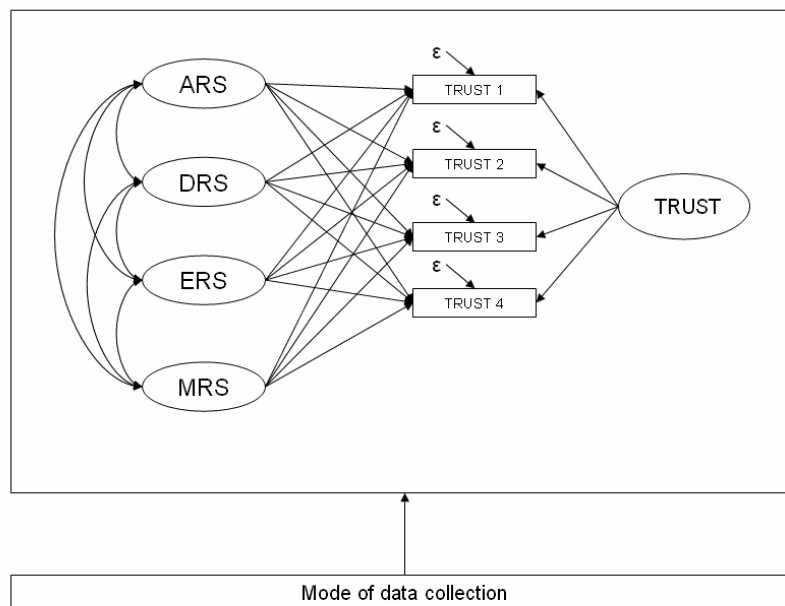 ARS
DRS
ERS
MRS
ε
TRUST 1
ε
TRUST 2
ε
TRUST 3
ε
TRUST 4
TRUST
Mode of data collection